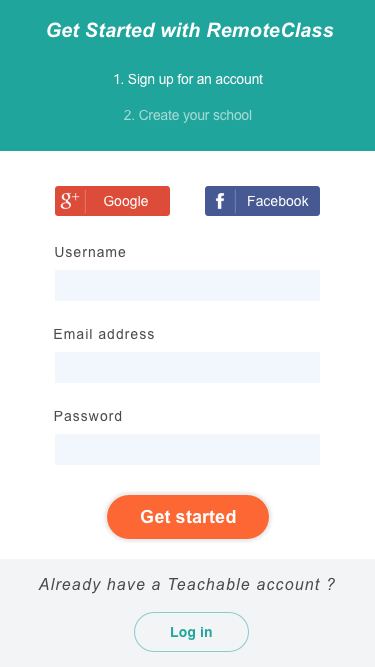 Get Started with RemoteClass
1. Sign up for an account
2. Create your school
g+ Google
f Facebook
Username
Email address
Password
Get started
Already have a Teachable account ?
Log in